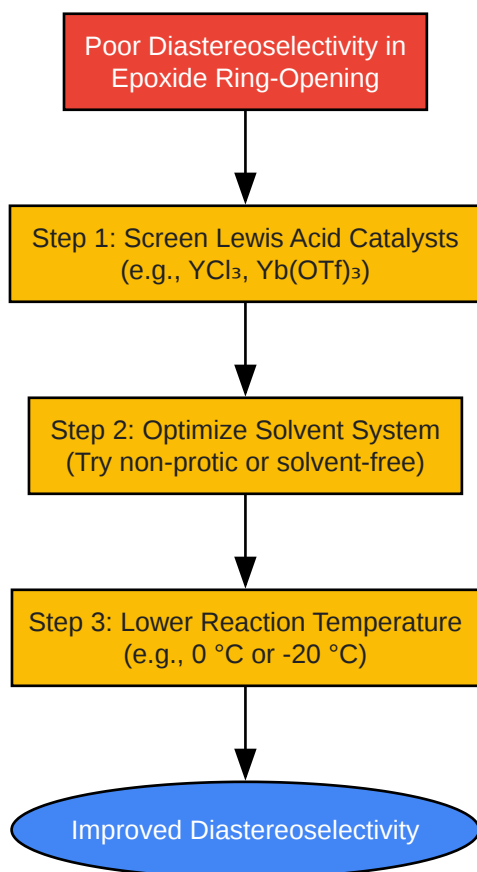 Poor Diastereoselectivity in
Epoxide Ring-Opening
Step 1: Screen Lewis Acid Catalysts
(e.g., YCl₃, Yb(OTf)₃)
Step 2: Optimize Solvent System
(Try non-protic or solvent-free)
Step 3: Lower Reaction Temperature
(e.g., 0 °C or -20 °C)
Improved Diastereoselectivity